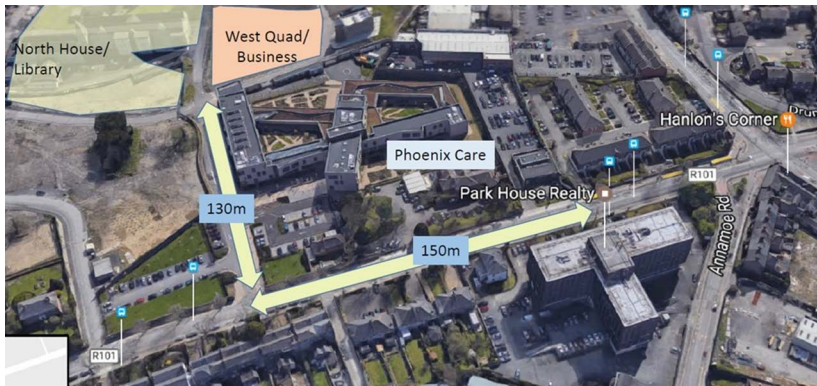 North House/
Library
West Quad/
Business
Hanlon's Corner
Phoenix Care
R101
Park House Realty
130m
150m
Annamoe Rd
R101